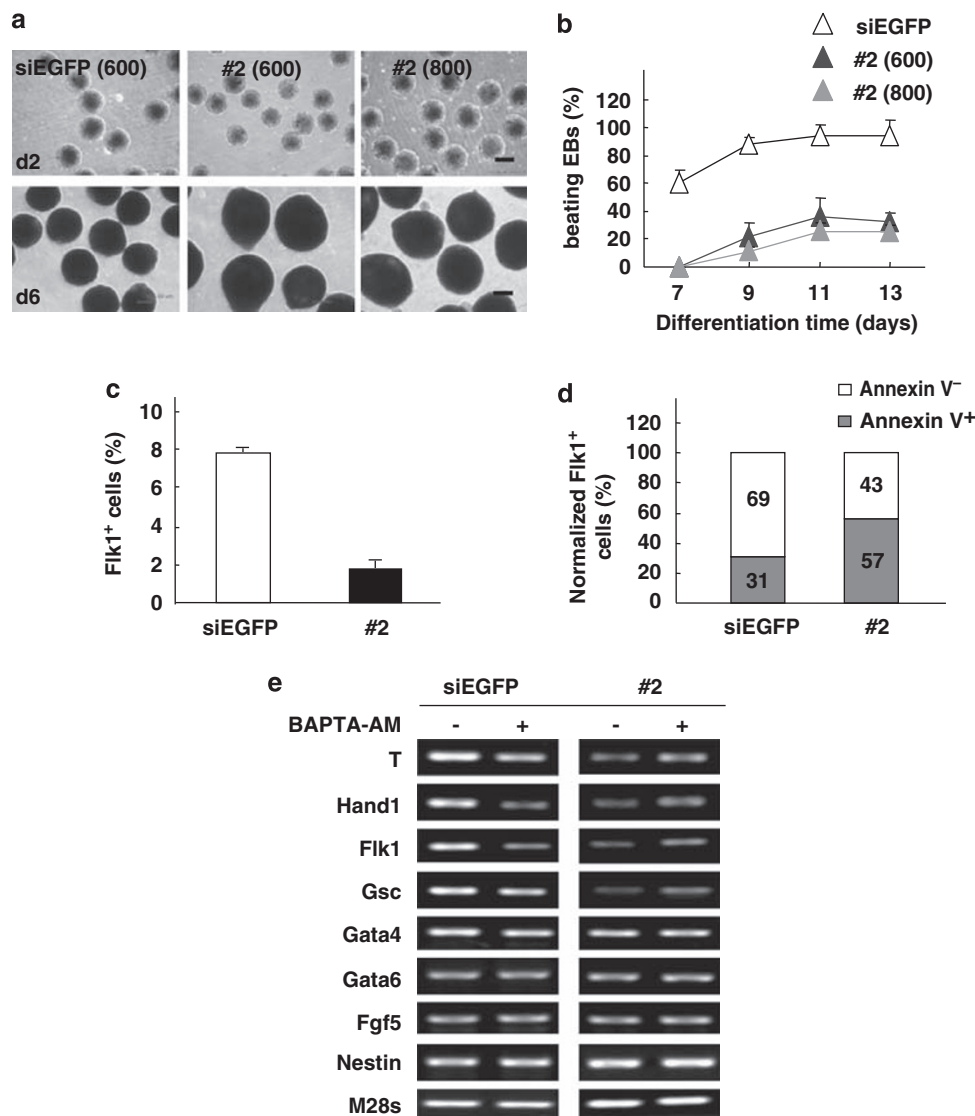 a
siEGFP (600) #2 (600) #2 (800)
d2
d6
b
siEGFP
#2 (600)
#2 (800)
beating EBs (%)
120
100
80
60
40
20
0
7 9 11 13
Differentiation time (days)
c
Flk1+ cells (%)
10
8
6
4
2
0
siEGFP #2
d
Annexin V−
Annexin V+
Normalized Flk1+
cells (%)
120
100
80
60
40
20
0
69 43
31 57
siEGFP #2
e
siEGFP #2
BAPTA-AM - + - +
T
Hand1
Flk1
Gsc
Gata4
Gata6
Fgf5
Nestin
M28s